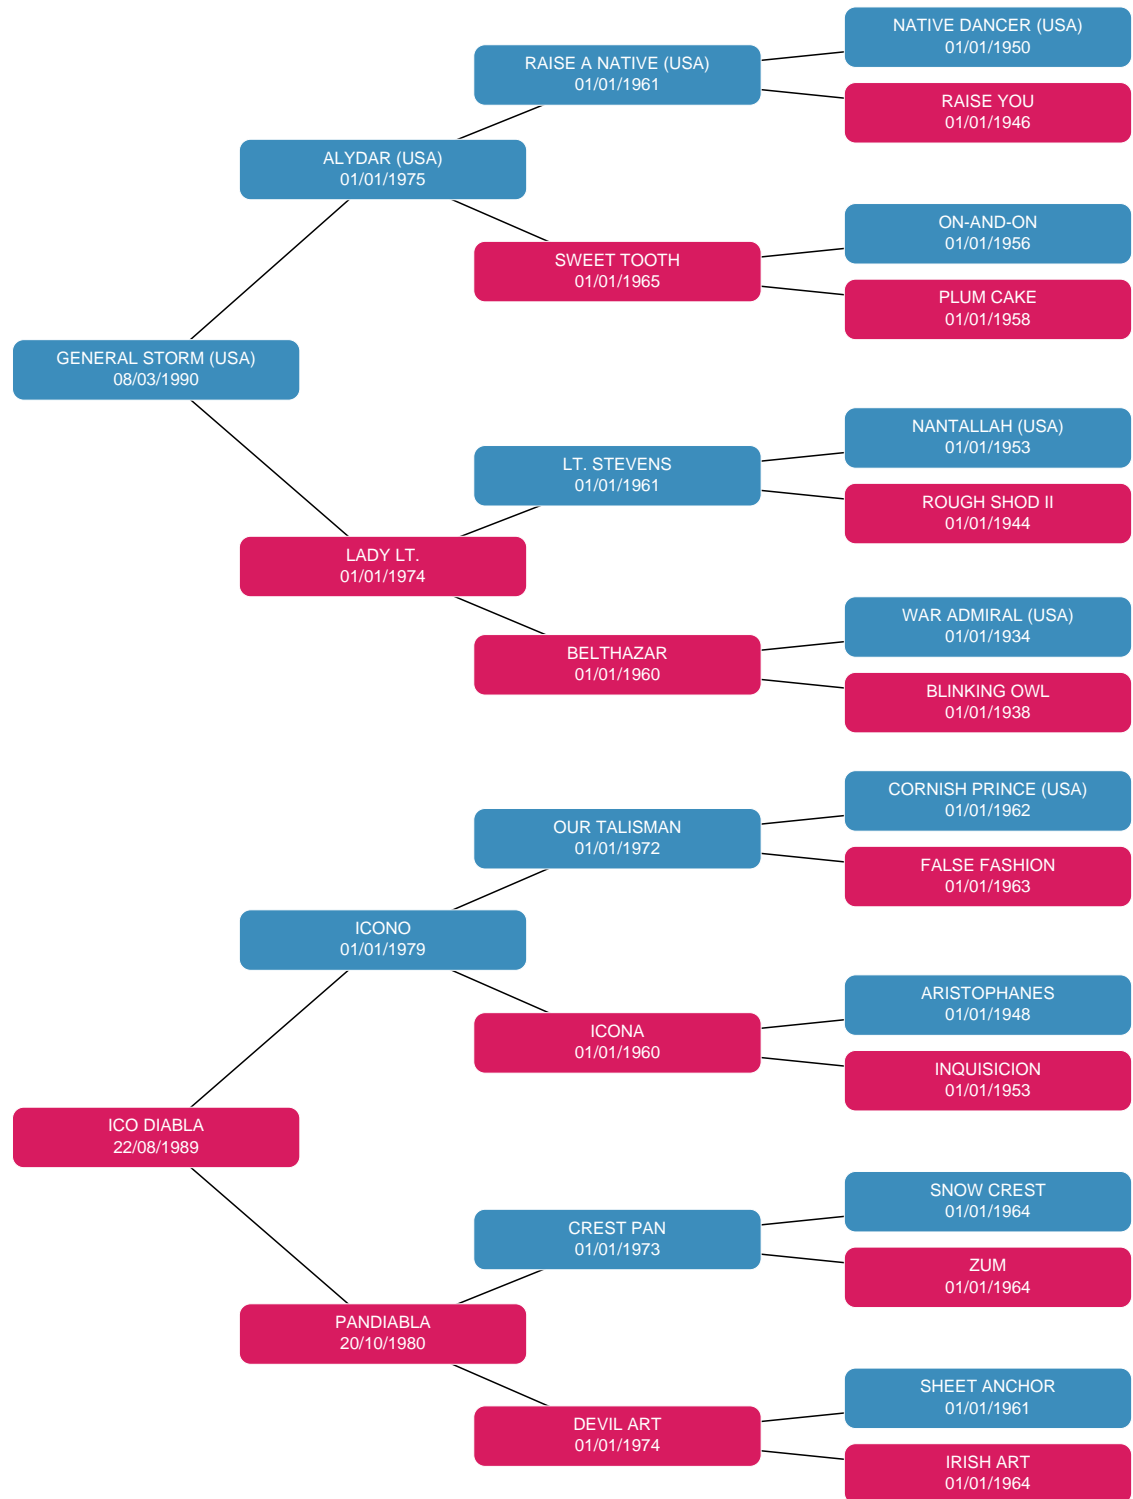 NATIVE DANCER (USA)
01/01/1950
RAISE A NATIVE (USA)
01/01/1961
RAISE YOU
01/01/1946
ALYDAR (USA)
01/01/1975
ON-AND-ON
01/01/1956
SWEET TOOTH
01/01/1965
PLUM CAKE
01/01/1958
GENERAL STORM (USA)
08/03/1990
NANTALLAH (USA)
01/01/1953
LT. STEVENS
01/01/1961
ROUGH SHOD II
01/01/1944
LADY LT.
01/01/1974
WAR ADMIRAL (USA)
01/01/1934
BELTHAZAR
01/01/1960
BLINKING OWL
01/01/1938
CORNISH PRINCE (USA)
01/01/1962
OUR TALISMAN
01/01/1972
FALSE FASHION
01/01/1963
ICONO
01/01/1979
ARISTOPHANES
01/01/1948
ICONA
01/01/1960
INQUISICION
01/01/1953
ICO DIABLA
22/08/1989
SNOW CREST
01/01/1964
CREST PAN
01/01/1973
ZUM
01/01/1964
PANDIABLA
20/10/1980
SHEET ANCHOR
01/01/1961
DEVIL ART
01/01/1974
IRISH ART
01/01/1964